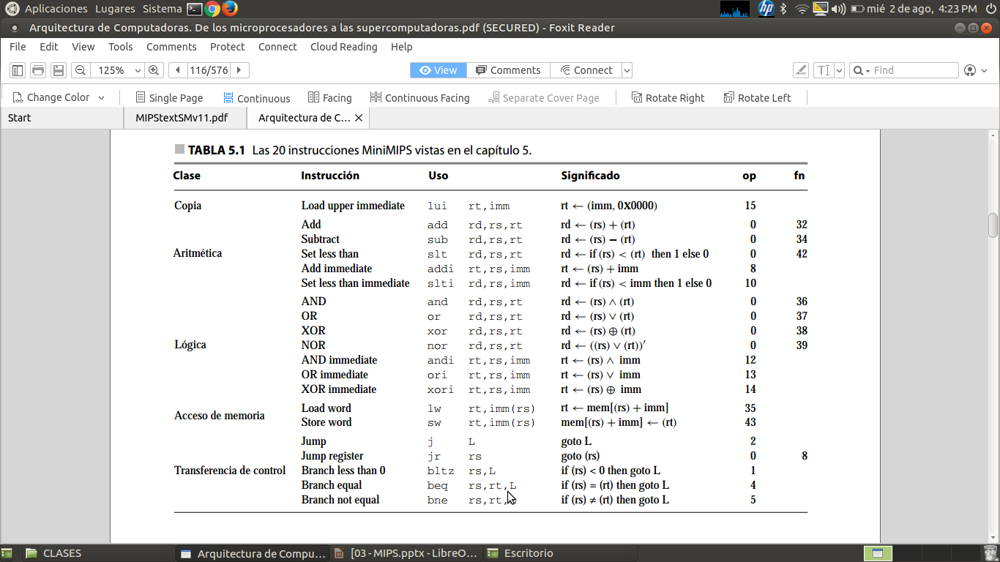 Aplicaciones Lugares Sistema mié 2 de ago, 4:23 PM
Arquitectura de Computadoras. De los microprocesadores a las supercomputadoras.pdf (SECURED) - Foxit Reader
File Edit View Tools Comments Protect Connect Cloud Reading Help
125% 116/576 View Comments Connect Find
Change Color Single Page Continuous Facing Continuous Facing Separate Cover Page Rotate Right Rotate Left
Start MIPStextSMv11.pdf Arquitectura de C...
TABLA 5.1 Las 20 instrucciones MiniMIPS vistas en el capítulo 5.
Clase Instrucción Uso Significado op fn
Copia Load upper immediate lui rt,imm rt ← (imm, 0X0000) 15
Add add rd,rs,rt rd ← (rs) + (rt) 0 32
Subtract sub rd,rs,rt rd ← (rs) − (rt) 0 34
Aritmética Set less than slt rd,rs,rt rd ← if (rs) < (rt) then 1 else 0 0 42
Add immediate addi rt,rs,imm rt ← (rs) + imm 8
Set less than immediate slti rd,rs,imm rd ← if (rs) < imm then 1 else 0 10
AND and rd,rs,rt rd ← (rs) ∧ (rt) 0 36
OR or rd,rs,rt rd ← (rs) ∨ (rt) 0 37
XOR xor rd,rs,rt rd ← (rs) ⊕ (rt) 0 38
Lógica NOR nor rd,rs,rt rd ← ((rs) ∨ (rt))′ 0 39
AND immediate andi rt,rs,imm rt ← (rs) ∧ imm 12
OR immediate ori rt,rs,imm rt ← (rs) ∨ imm 13
XOR immediate xori rt,rs,imm rt ← (rs) ⊕ imm 14
Acceso de memoria Load word lw rt,imm(rs) rt ← mem[(rs) + imm] 35
Store word sw rt,imm(rs) mem[(rs) + imm] ← (rt) 43
Jump j L goto L 2
Jump register jr rs goto (rs) 0 8
Transferencia de control Branch less than 0 bltz rs,L if (rs) < 0 then goto L 1
Branch equal beq rs,rt,L if (rs) = (rt) then goto L 4
Branch not equal bne rs,rt, if (rs) ≠ (rt) then goto L 5
CLASES Arquitectura de Compu... [03 - MIPS.pptx - LibreO... Escritorio